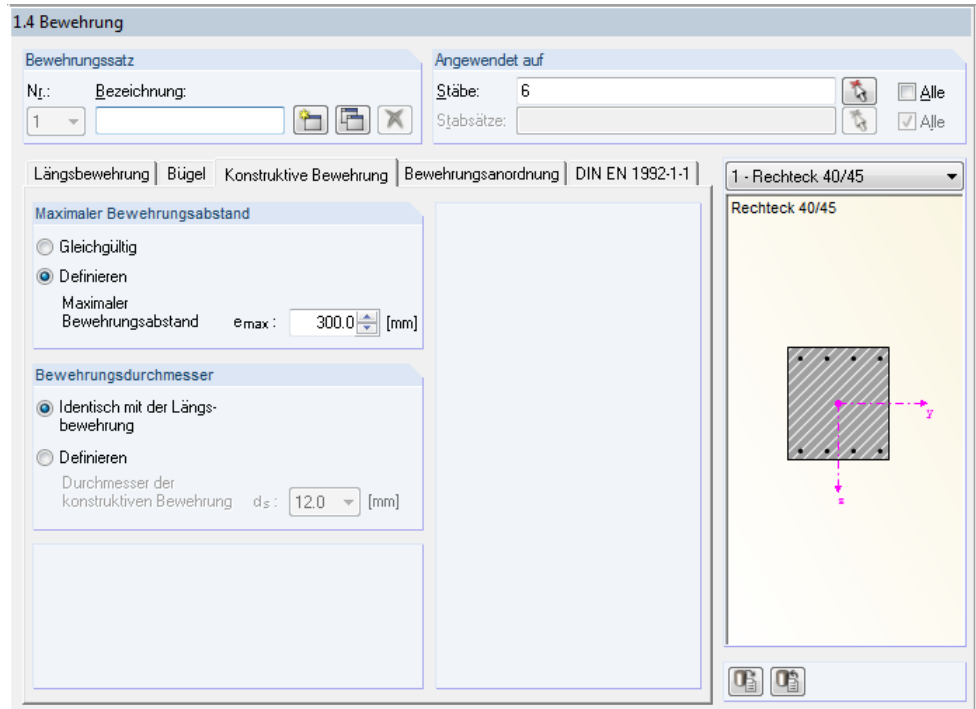 1.4 Bewehrung
Bewehrungssatz
Nr.: Bezeichnung:
1
Angewendet auf
Stäbe: 6 Alle
Stabsätze: Alle
Längsbewehrung Bügel Konstruktive Bewehrung Bewehrungsanordnung DIN EN 1992-1-1
Maximaler Bewehrungsabstand
Gleichgültig
Definieren
Maximaler
Bewehrungsabstand emax : 300.0 [mm]
Bewehrungsdurchmesser
Identisch mit der Längs-
bewehrung
Definieren
Durchmesser der
konstruktiven Bewehrung ds : 12.0 [mm]
1 - Rechteck 40/45
Rechteck 40/45
y
z